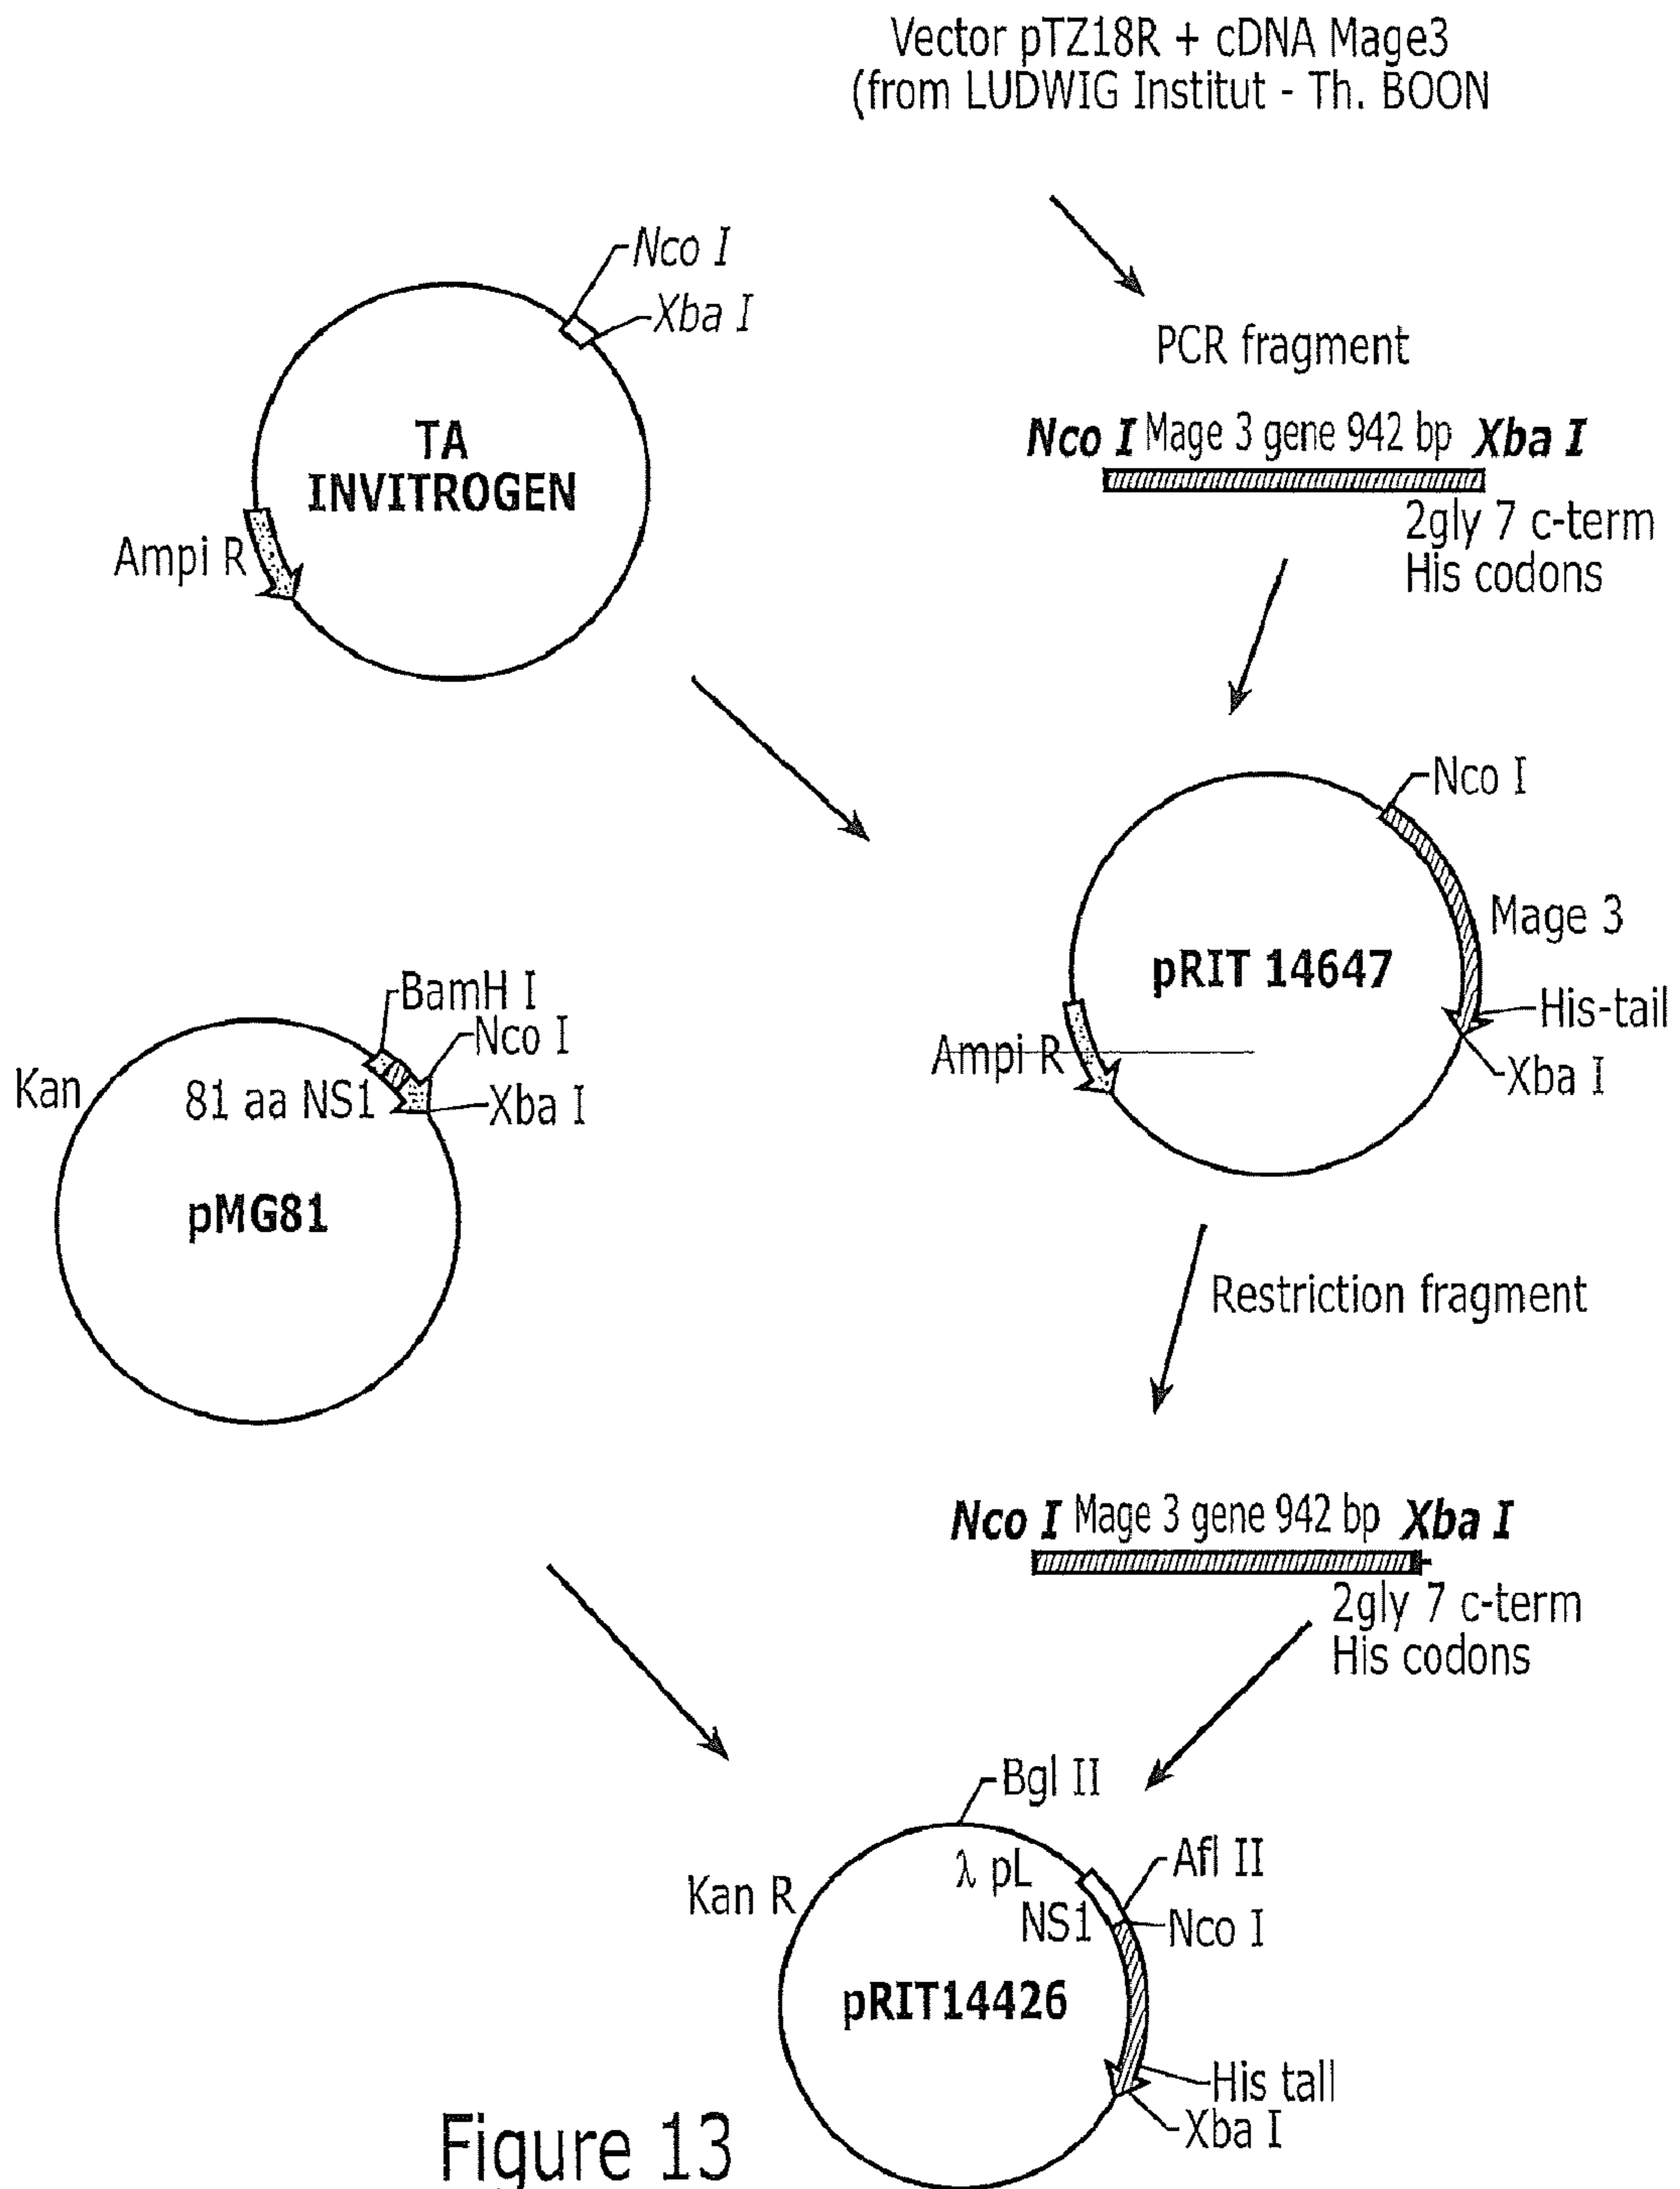 Vector pTZ18R + cDNA Mage3
(from LUDWIG Institut - Th. BOON
Nco I
Xba I
TA
INVITROGEN
Ampi R
PCR fragment
Nco I Mage 3 gene 942 bp Xba I
2gly 7 c-term
His codons
Nco I
Mage 3
pRIT 14647
His-tail
Ampi R
Xba I
BamH I
Nco I
Kan
81 aa NS1
Xba I
pMG81
Restriction fragment
Nco I Mage 3 gene 942 bp Xba I
2gly 7 c-term
His codons
Bgl II
λ pL
Afl II
Kan R
NS1
Nco I
pRIT14426
His tall
Xba I
Figure 13